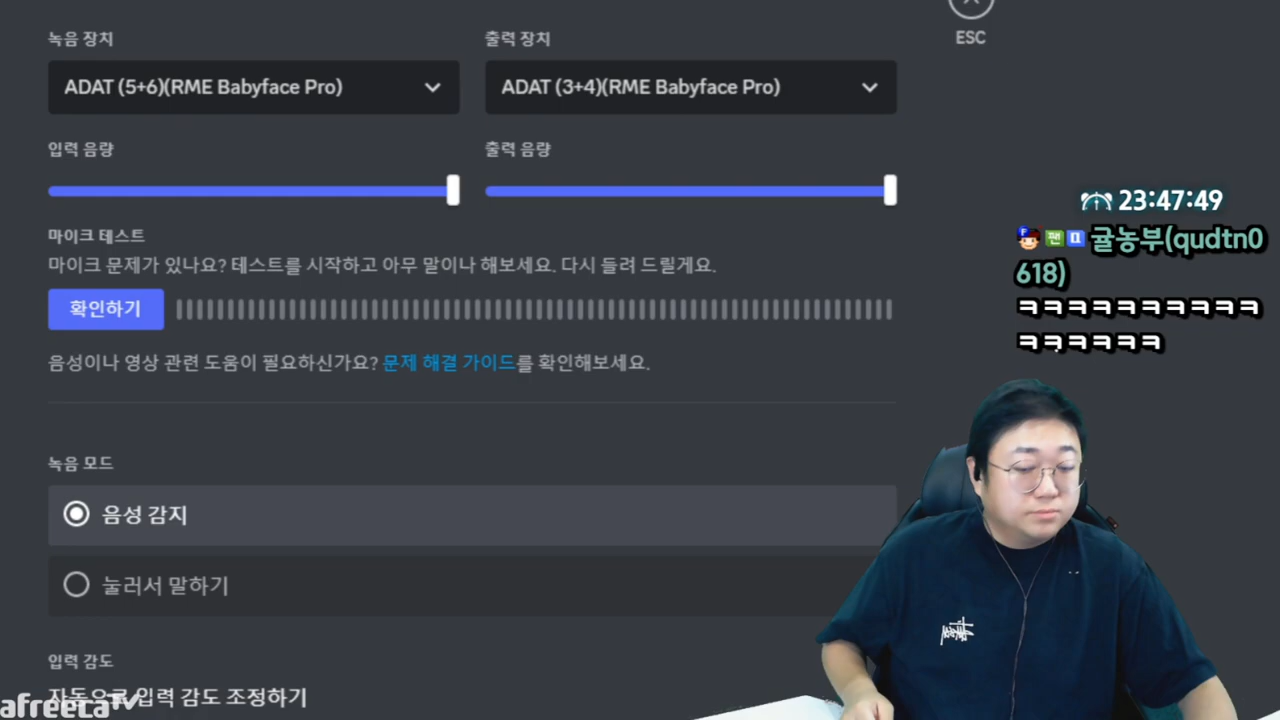 ESC
녹음 장치
출력 장치
ADAT (5+6)(RME Babyface Pro)
ADAT (3+4)(RME Babyface Pro)
입력 음량
출력 음량
마이크 테스트
마이크 문제가 있나요? 테스트를 시작하고 아무 말이나 해보세요. 다시 들려 드릴게요.
확인하기
음성이나 영상 관련 도움이 필요하신가요? 문제 해결 가이드를 확인해보세요.
녹음 모드
음성 감지
눌러서 말하기
입력 감도
자동으로 입력 감도 조정하기
afreecaTV
23:47:49
F 팬 귤농부(qudtn0
618)
ㅋㅋㅋㅋㅋㅋㅋㅋㅋㅋ
ㅋㅋㅋㅋㅋㅋ